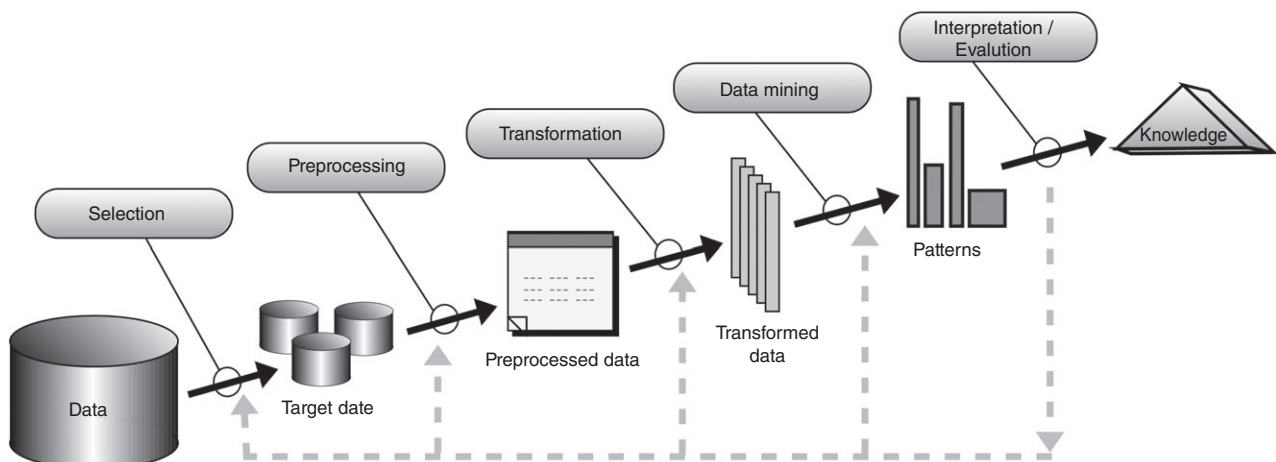 Interpretation /
Evalution
Data mining
Transformation
Preprocessing
Selection
Knowledge
Patterns
Transformed
data
Preprocessed data
Target date
Data